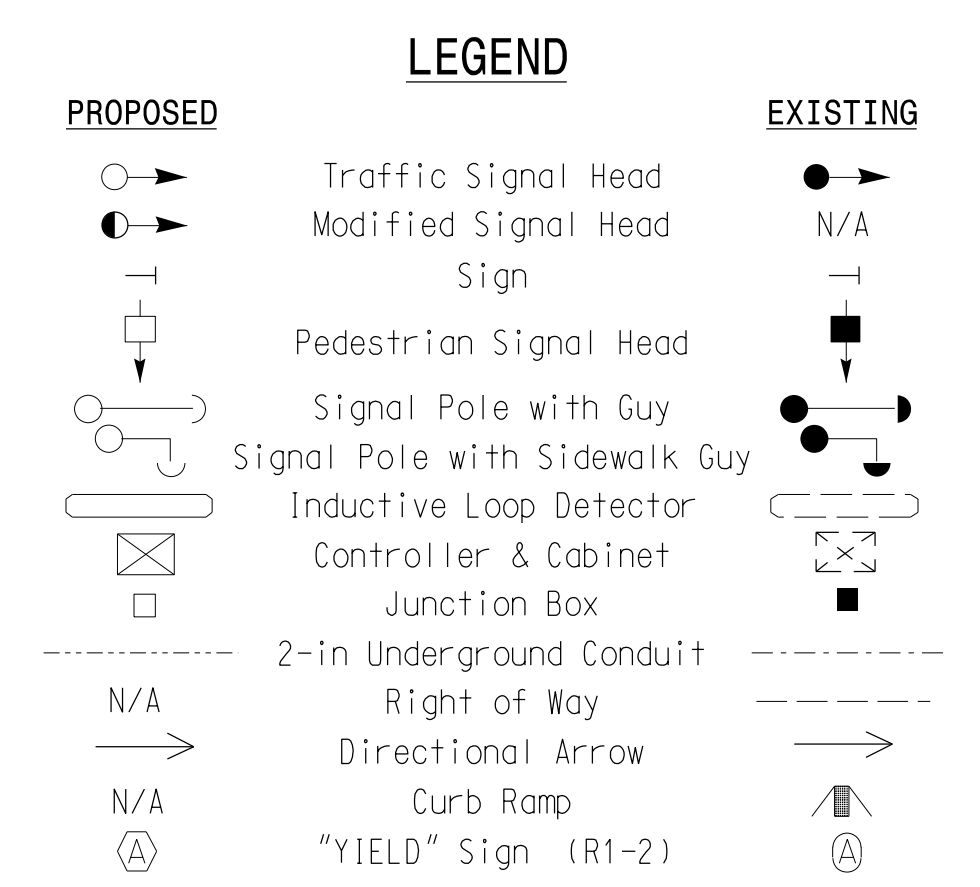 LEGEND
PROPOSED EXISTING
Traffic Signal Head
Modified Signal Head N/A
Sign
Pedestrian Signal Head
Signal Pole with Guy
Signal Pole with Sidewalk Guy
Inductive Loop Detector
Controller & Cabinet
Junction Box
2-in Underground Conduit
N/A Right of Way
Directional Arrow
N/A Curb Ramp
A "YIELD" Sign (R1-2) A